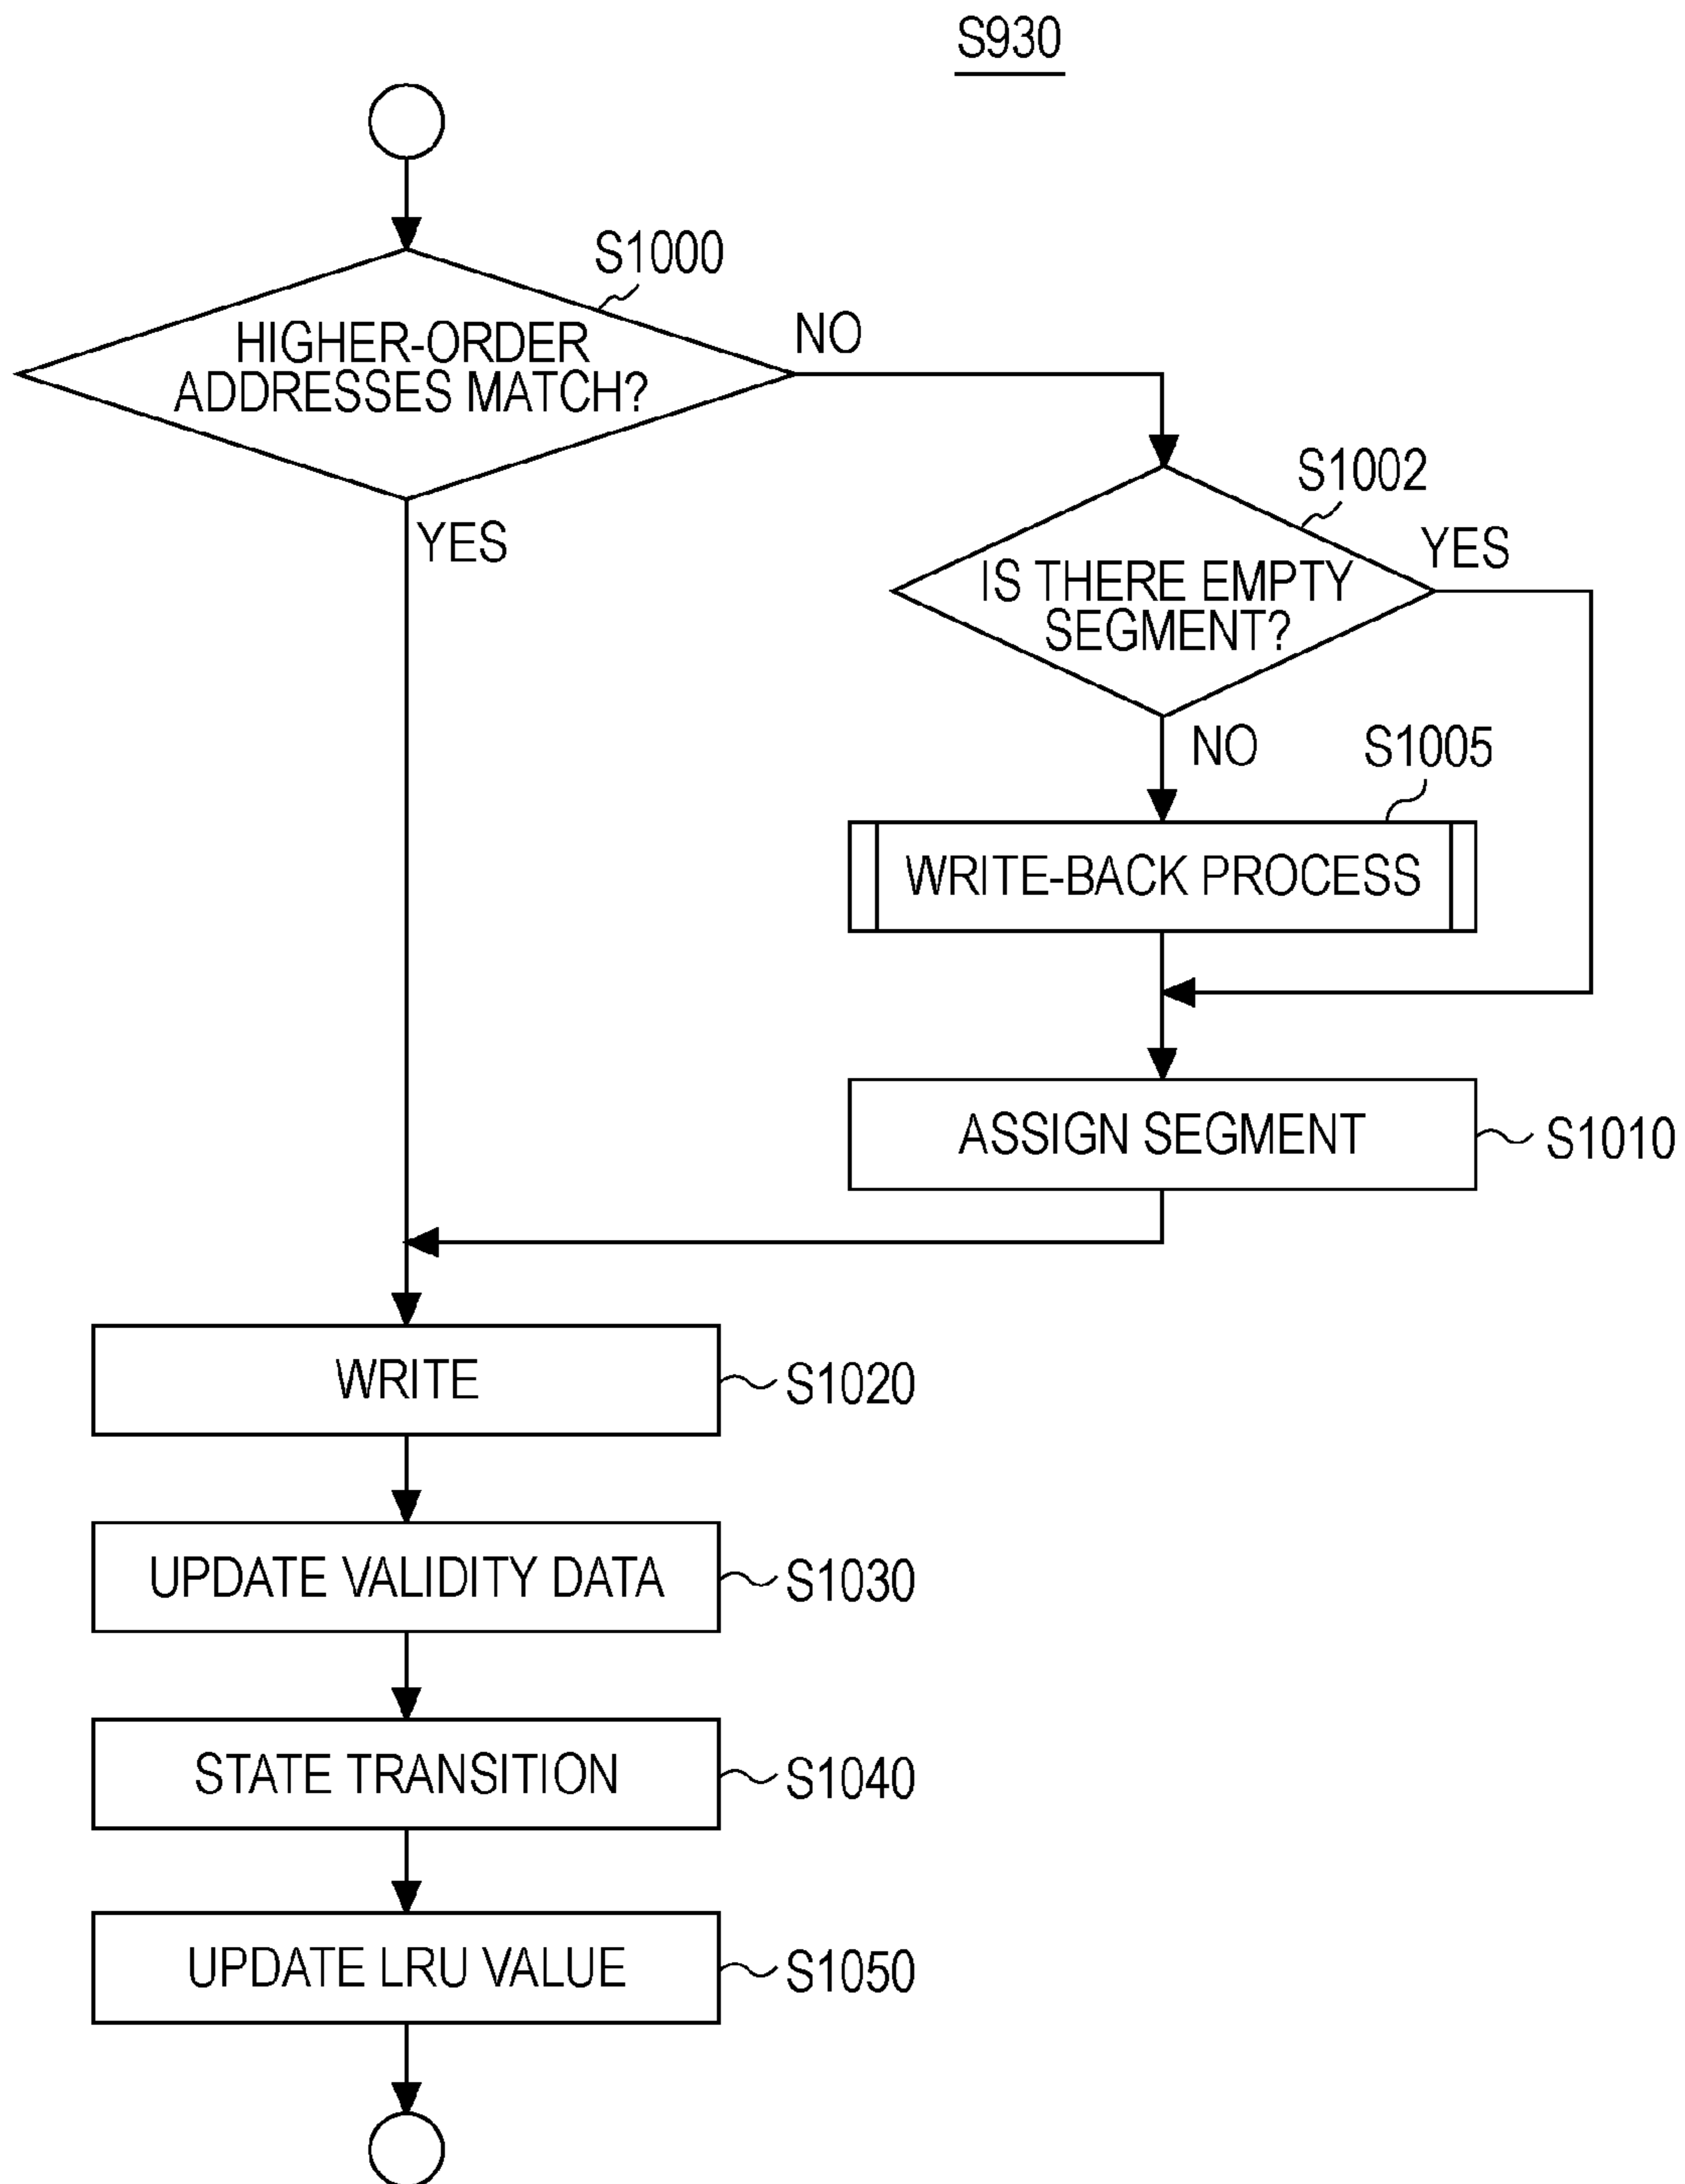 S930
S1000
HIGHER-ORDER
ADDRESSES MATCH?
NO
YES
S1002
IS THERE EMPTY
SEGMENT?
YES
NO
S1005
WRITE-BACK PROCESS
ASSIGN SEGMENT
S1010
WRITE
S1020
UPDATE VALIDITY DATA
S1030
STATE TRANSITION
S1040
UPDATE LRU VALUE
S1050